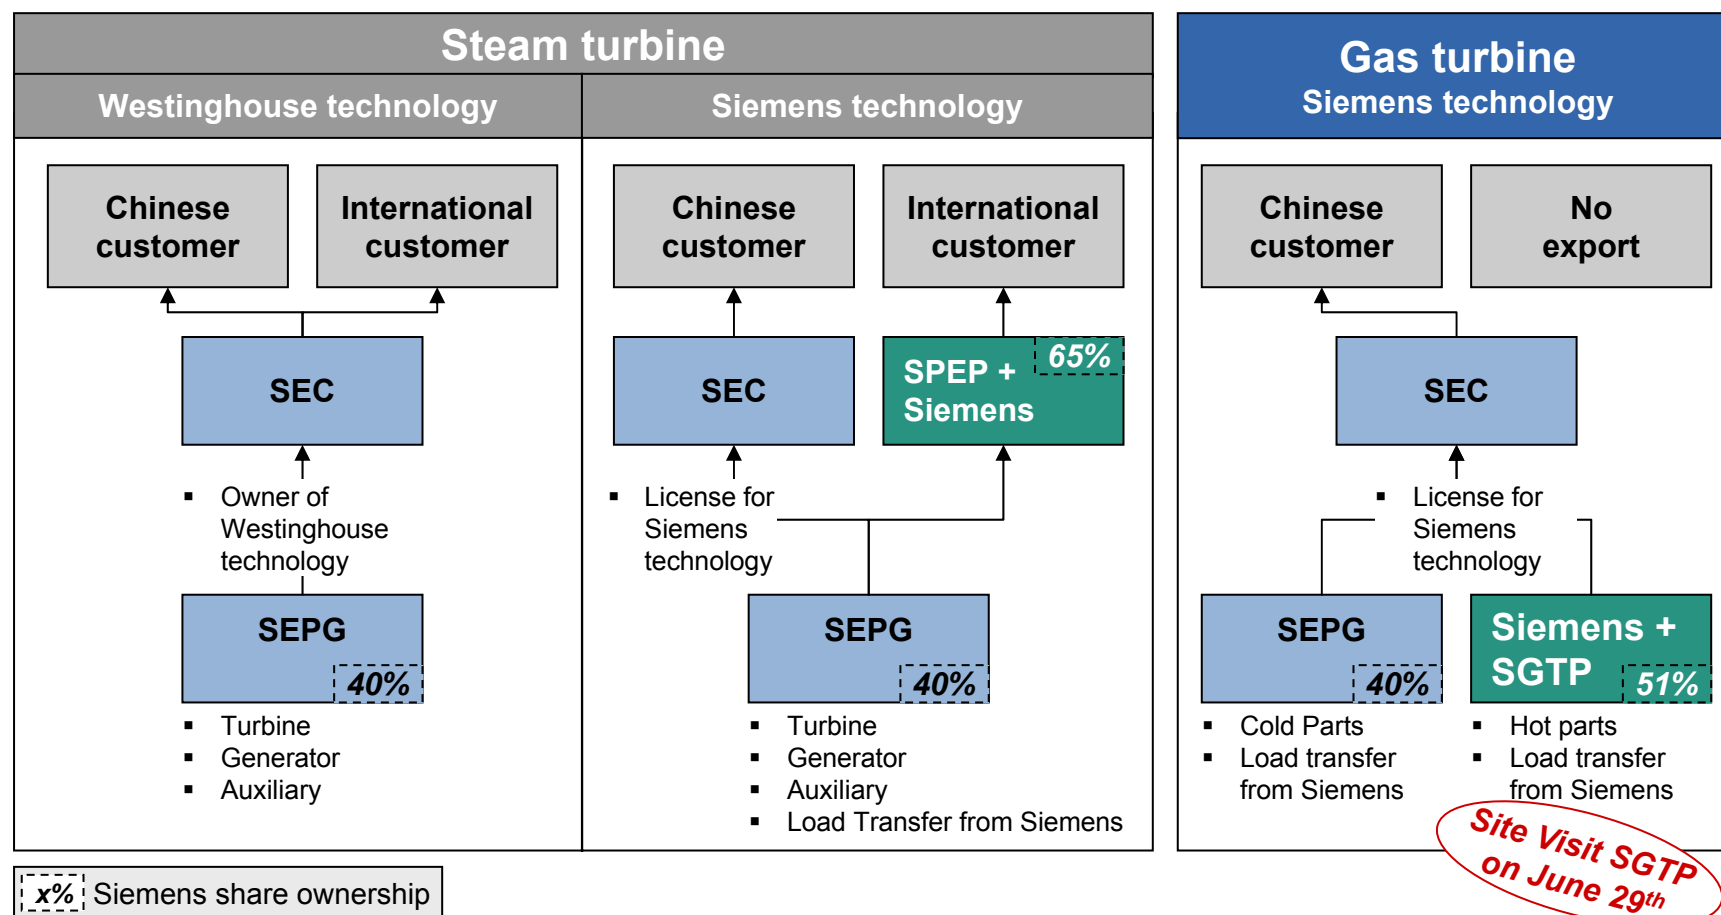 Steam turbine
Westinghouse technology
Siemens technology
Gas turbine
Siemens technology
Chinese
customer
International
customer
SEC
▪ Owner of
Westinghouse
technology
SEPG
40%
▪ Turbine
▪ Generator
▪ Auxiliary
Chinese
customer
International
customer
SEC
65%
SPEP +
Siemens
▪ License for
Siemens
technology
SEPG
40%
▪ Turbine
▪ Generator
▪ Auxiliary
▪ Load Transfer from Siemens
Chinese
customer
No
export
SEC
▪ License for
Siemens
technology
SEPG
40%
▪ Cold Parts
▪ Load transfer
from Siemens
Siemens +
SGTP
51%
▪ Hot parts
▪ Load transfer
from Siemens
Site Visit SGTP
on June 29th
x% Siemens share ownership